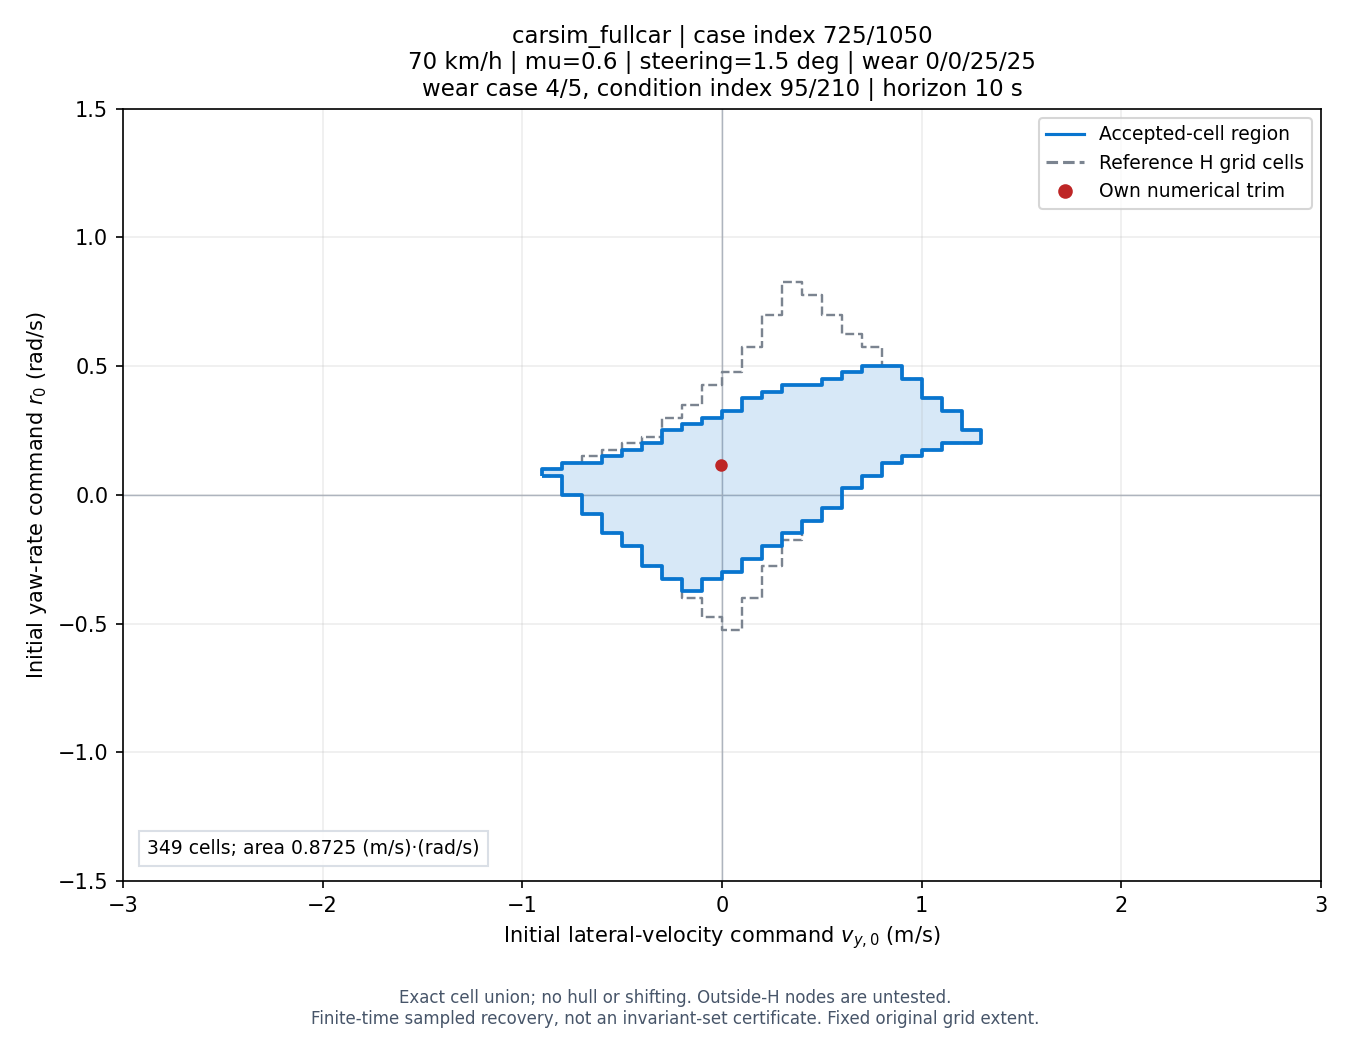 carsim_fullcar | case index 725/1050
70 km/h | mu=0.6 | steering=1.5 deg | wear 0/0/25/25
wear case 4/5, condition index 95/210 | horizon 10 s
Accepted-cell region
Reference H grid cells
Own numerical trim
1.5
1.0
0.5
0.0
−0.5
−1.0
−1.5
Initial yaw-rate command r0 (rad/s)
349 cells; area 0.8725 (m/s)·(rad/s)
−3
−2
−1
0
1
2
3
Initial lateral-velocity command vy,0 (m/s)
Exact cell union; no hull or shifting. Outside-H nodes are untested.
Finite-time sampled recovery, not an invariant-set certificate. Fixed original grid extent.